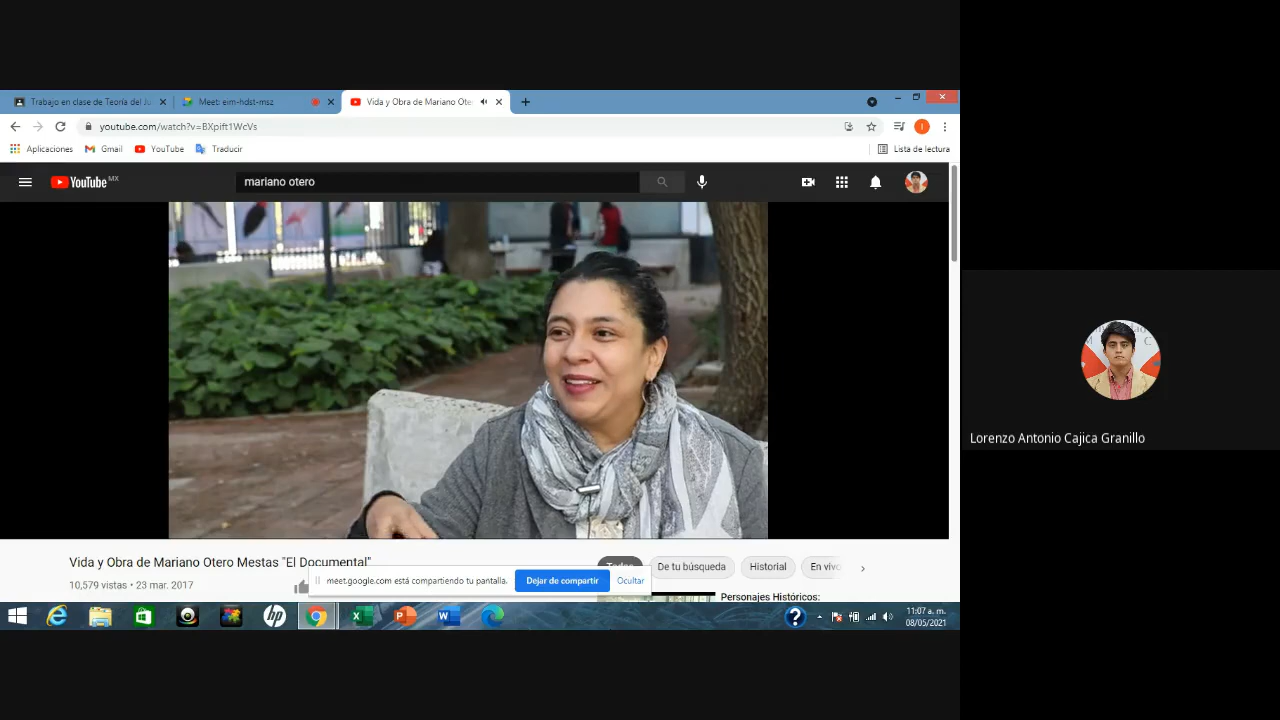 Trabajo en clase de Teoría del Ju
Meet: eim-hdst-msz
Vida y Obra de Mariano Ote
youtube.com/watch?v=BXpift1WcVs
Aplicaciones
Gmail
YouTube
Traducir
Lista de lectura
YouTube MX
mariano otero
Lorenzo Antonio Cajica Granillo
Vida y Obra de Mariano Otero Mestas "El Documental"
10,579 vistas • 23 mar. 2017
De tu búsqueda
Historial
En vivo
meet.google.com está compartiendo tu pantalla.
Dejar de compartir
Ocultar
Personajes Históricos:
11:07 a. m.
08/05/2021